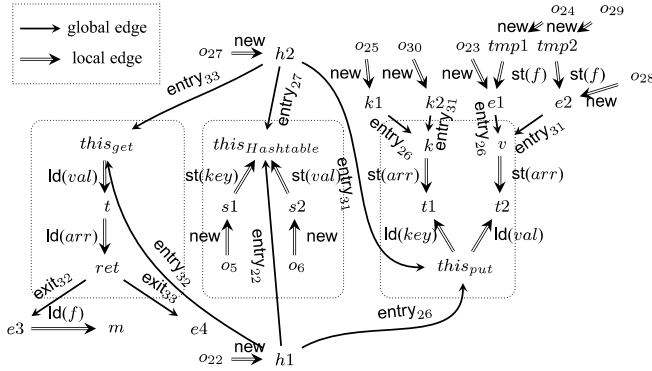 global edge
local edge
o24 o29
new new
o27 new h2
o25 o30 o23 tmp1 tmp2
new new new st(f) st(f) o28
k1 k2 e1 e2 new
entry33 entry27
entry26 entry31 entry26 entry31
this_get this_Hashtable k v
ld(val) st(key) st(val) entry31 st(arr) st(arr)
t s1 s2 t1 t2
ld(arr) new new ld(key) ld(val)
ret o5 o6 this_put
entry32 entry22
exit32 exit33
ld(f) entry26
e3 m e4
o22 new h1